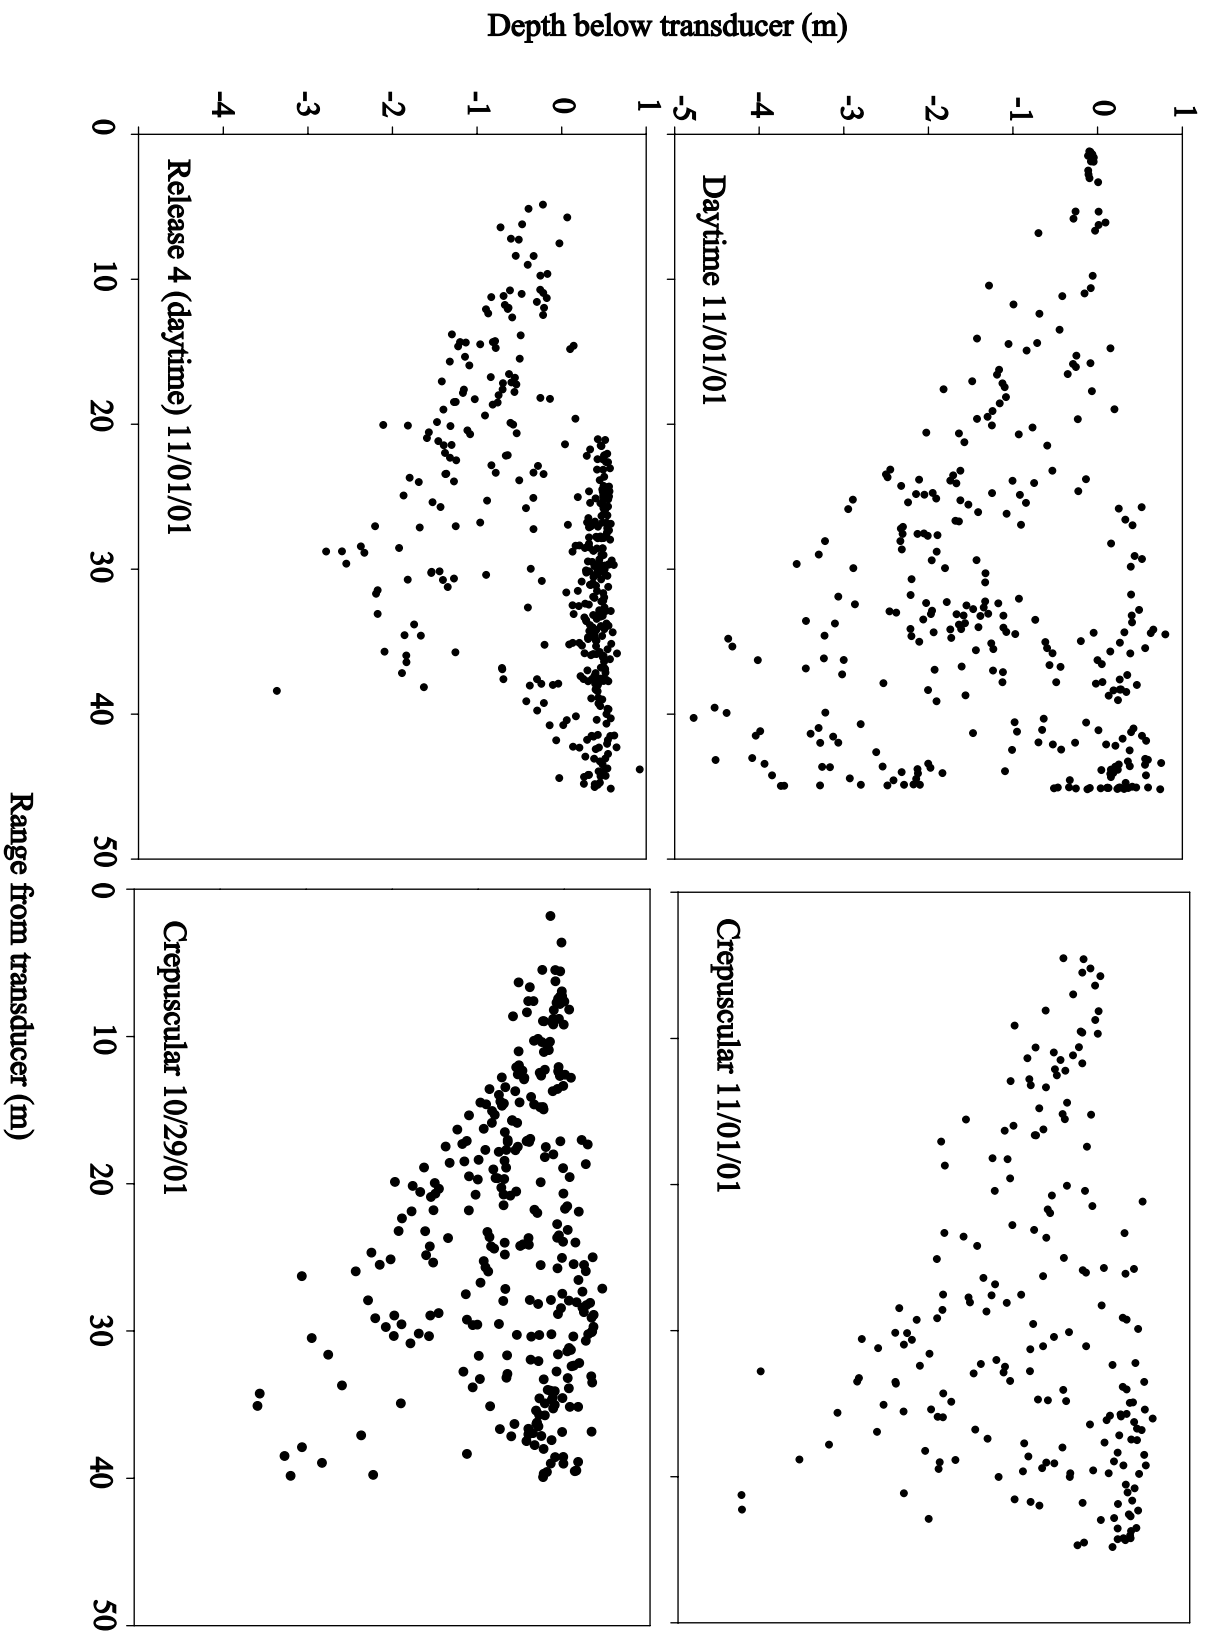 Depth below transducer (m)
1
0
-1
-2
-3
-4
-5
Daytime 11/01/01
Crepuscular 11/01/01
1
0
-1
-2
-3
-4
Release 4 (daytime) 11/01/01
Crepuscular 10/29/01
0 10 20 30 40 50
0 10 20 30 40 50
Range from transducer (m)